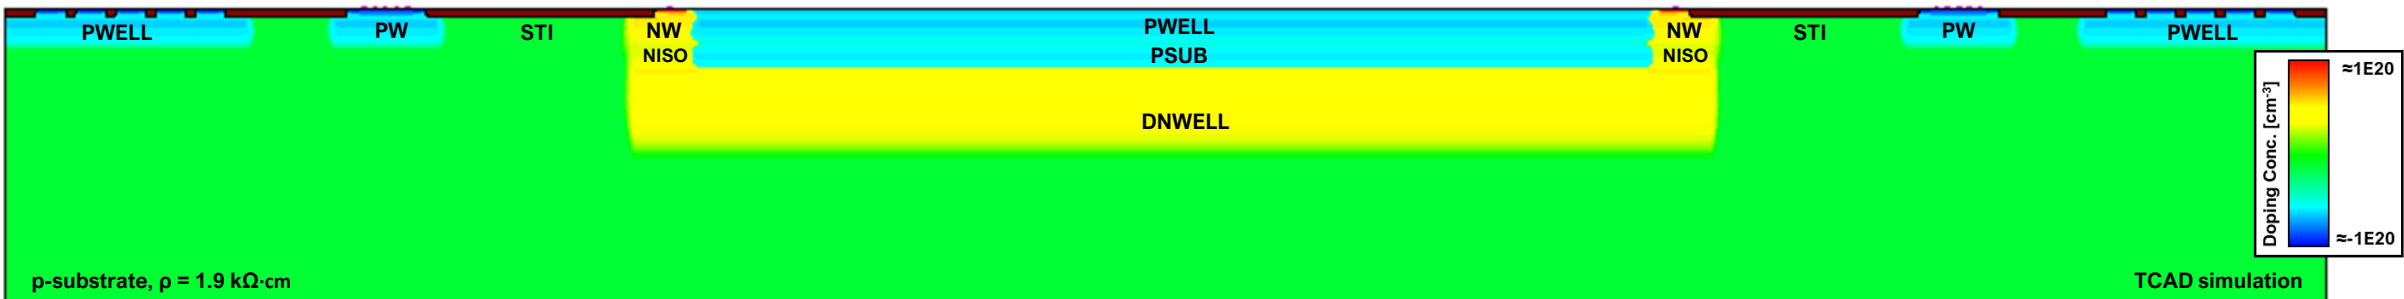 PWELL
PW
STI
NW
NISO
PWELL
PSUB
DNWELL
NW
NISO
STI
PW
PWELL
Doping Conc. [cm⁻³]
≈1E20
≈-1E20
p-substrate, ρ = 1.9 kΩ·cm
TCAD simulation